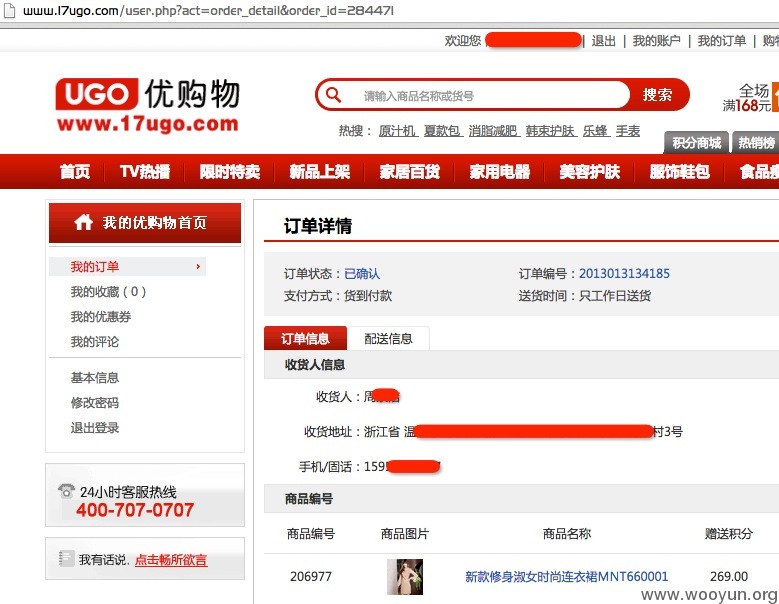 www.17ugo.com/user.php?act=order_detail&order_id=284471
欢迎您 | 退出 | 我的账户 | 我的订单 | 购
UGO 优购物
www.17ugo.com
请输入商品名称或货号 搜索
全场
满168元
热搜： 原汁机 夏款包 消脂减肥 韩束护肤 乐蜂 手表
积分商城 热销榜
首页 TV热播 限时特卖 新品上架 家居百货 家用电器 美容护肤 服饰鞋包 食品
我的优购物首页
我的订单
我的收藏（0）
我的优惠券
我的评论
基本信息
修改密码
退出登录
24小时客服热线
400-707-0707
我有话说. 点击畅所欲言
订单详情
订单状态：已确认 订单编号：2013013134185
支付方式：货到付款 送货时间：只工作日送货
订单信息 配送信息
收货人信息
收货人：周
收货地址：浙江省 温 村3号
手机/固话：159
商品编号
商品编号 商品图片 商品名称 赠送积分
206977 新款修身淑女时尚连衣裙MNT660001 269.00
www.wooyun.org